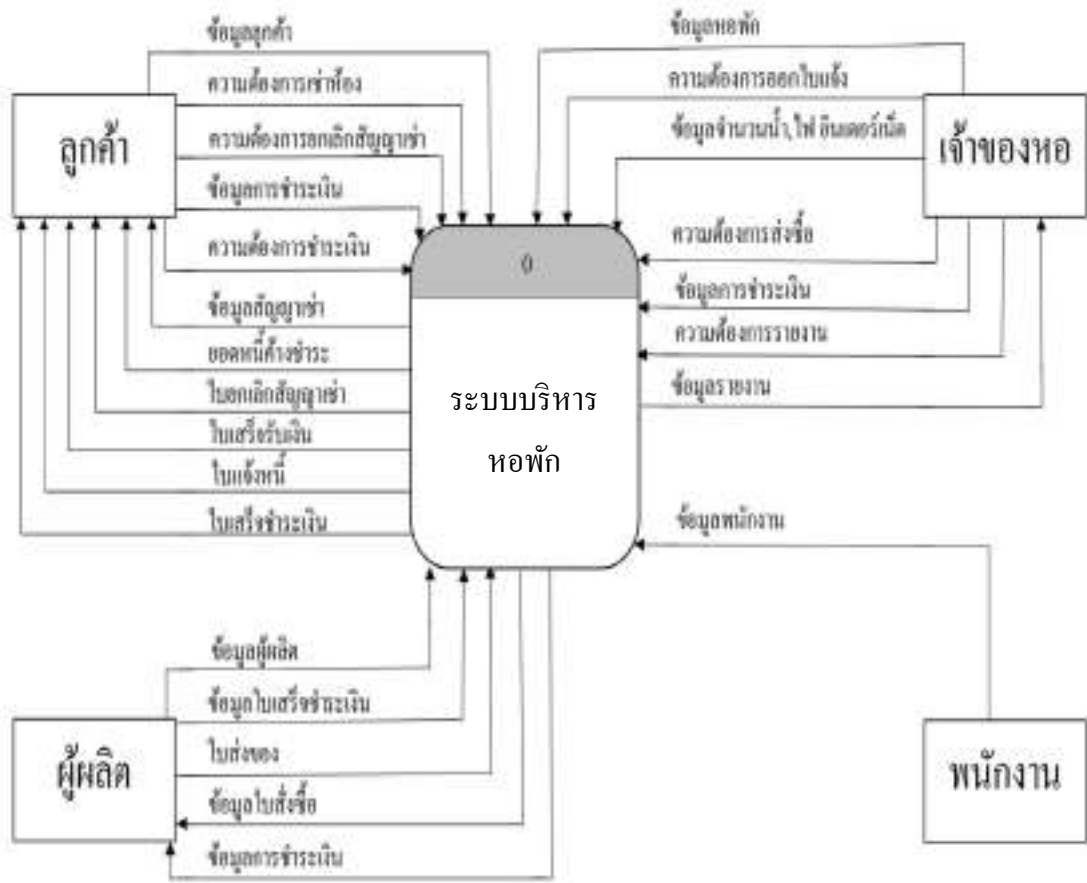 ข้อมูลลูกค้า
ความต้องการเช่าห้อง
ความต้องการยกเลิกสัญญาเช่า
ข้อมูลการชำระเงิน
ความต้องการชำระเงิน
ข้อมูลสัญญาเช่า
ยอดหนี้ค้างชำระ
ใบยกเลิกสัญญาเช่า
ใบเสร็จรับเงิน
ใบแจ้งหนี้
ใบเสร็จชำระเงิน
ลูกค้า
ข้อมูลหอพัก
ความต้องการออกใบแจ้ง
ข้อมูลจำนวนน้ำ,ไฟ อินเตอร์เน็ต
เจ้าของหอ
ความต้องการสั่งซื้อ
ข้อมูลการชำระเงิน
ความต้องการรายงาน
ข้อมูลรายงาน
0
ระบบบริหาร
หอพัก
ข้อมูลพนักงาน
พนักงาน
ข้อมูลผู้ผลิต
ข้อมูลใบเสร็จชำระเงิน
ใบส่งของ
ข้อมูลใบสั่งซื้อ
ข้อมูลการชำระเงิน
ผู้ผลิต